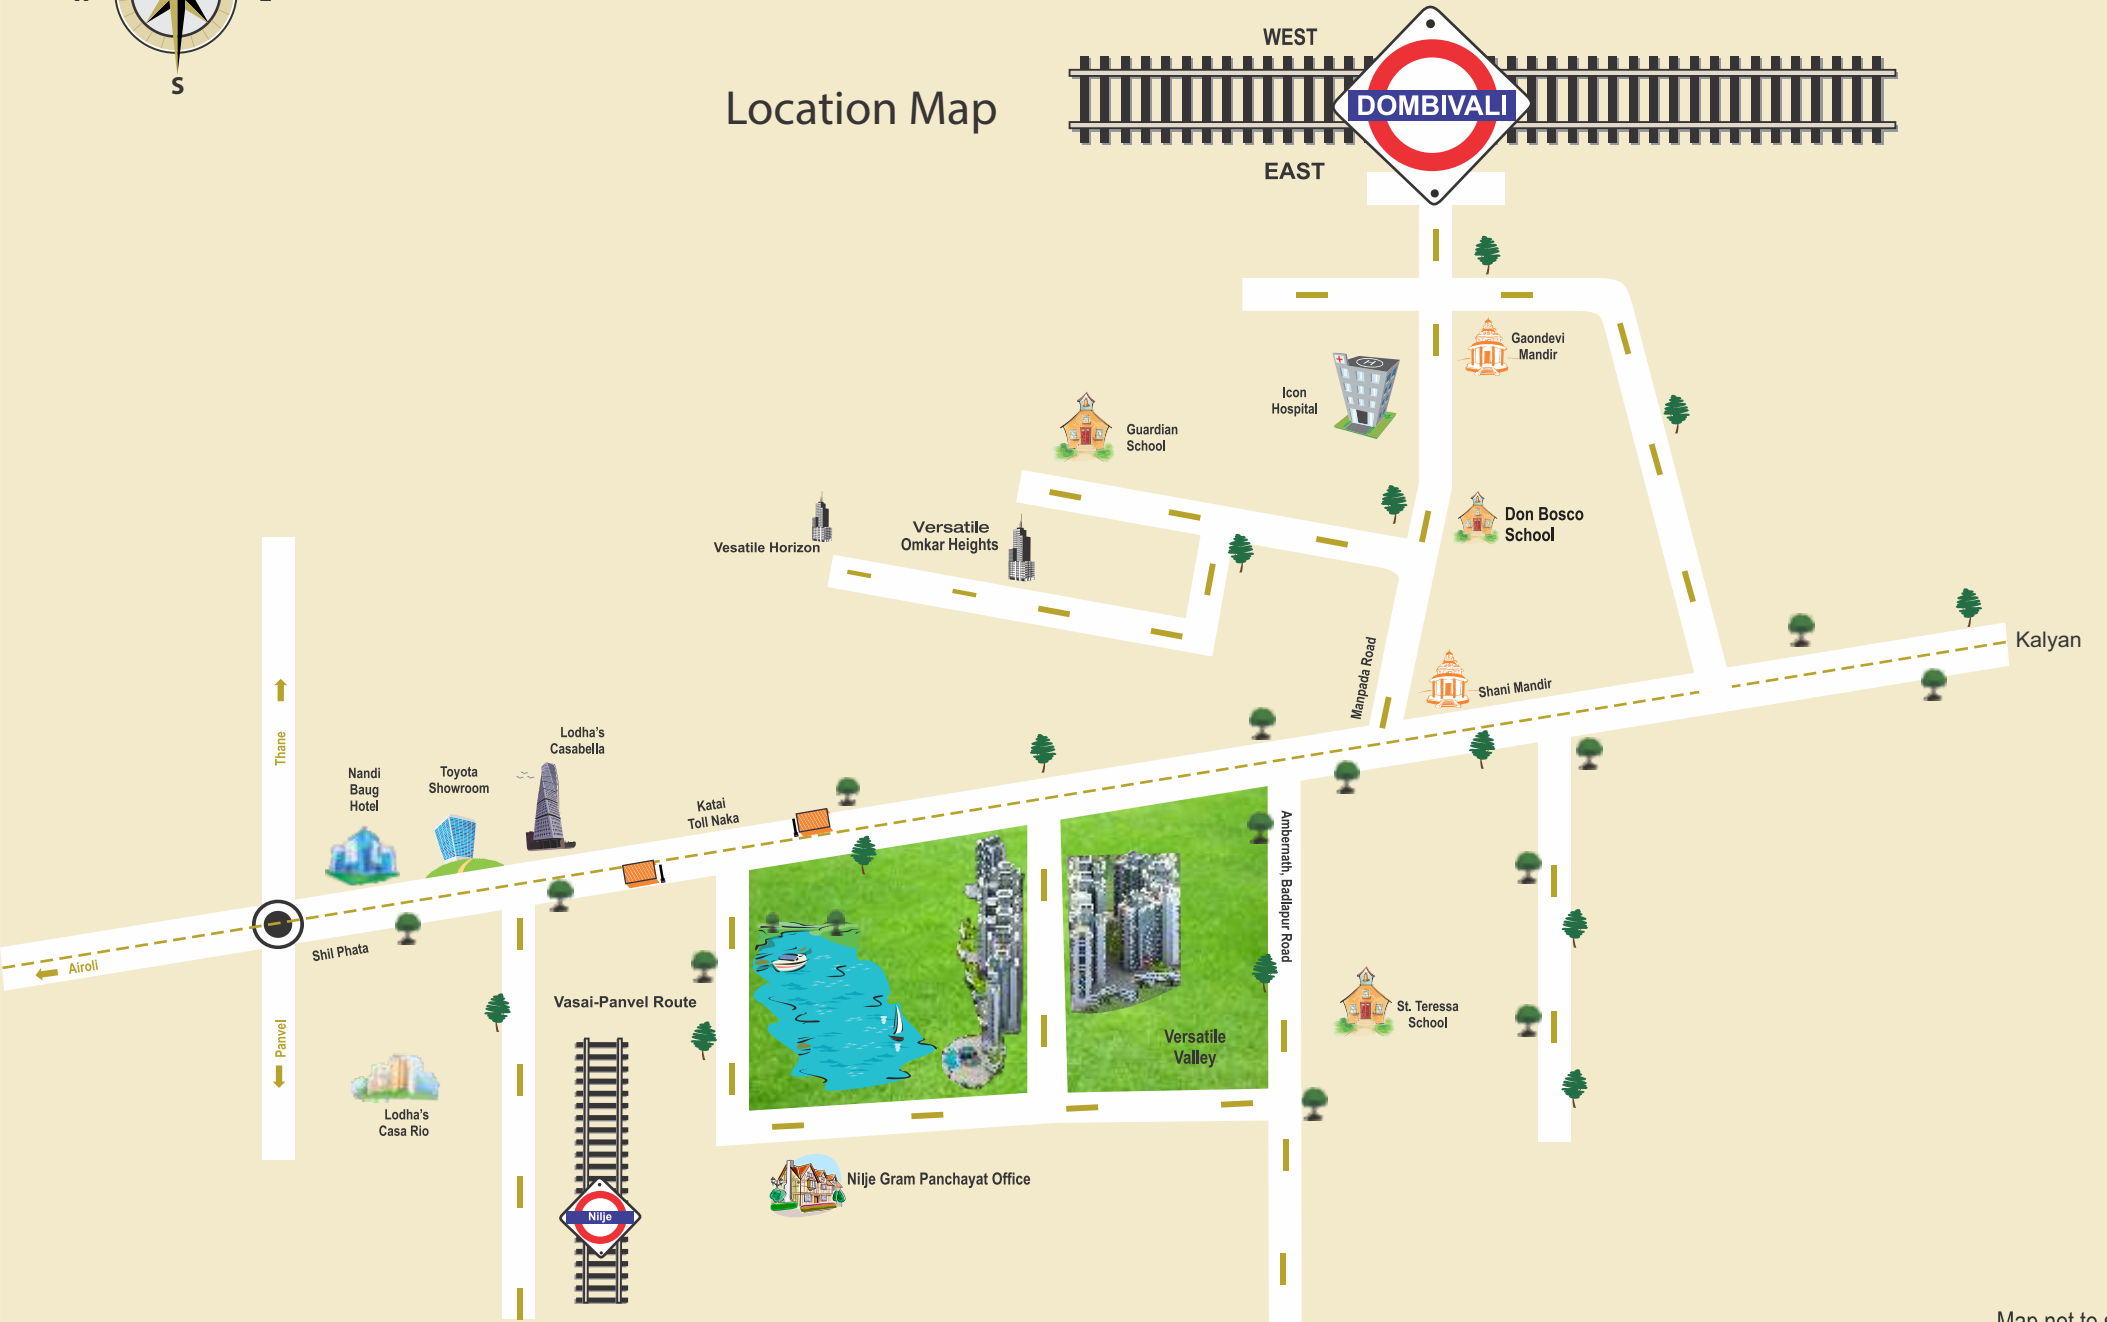 S
Location Map
WEST
DOMBIVALI
EAST
Gaondevi
Mandir
Icon
Hospital
Guardian
School
Don Bosco
School
Versatile
Omkar Heights
Vesatile Horizon
Kalyan
Manpada Road
Shani Mandir
Thane
Lodha's
Casabella
Nandi
Baug
Hotel
Toyota
Showroom
Katai
Toll Naka
Ambernath, Badlapur Road
Shil Phata
Airoli
Panvel
Vasai-Panvel Route
St. Teressa
School
Versatile
Valley
Lodha's
Casa Rio
Nilje Gram Panchayat Office
Nilje
Map not to